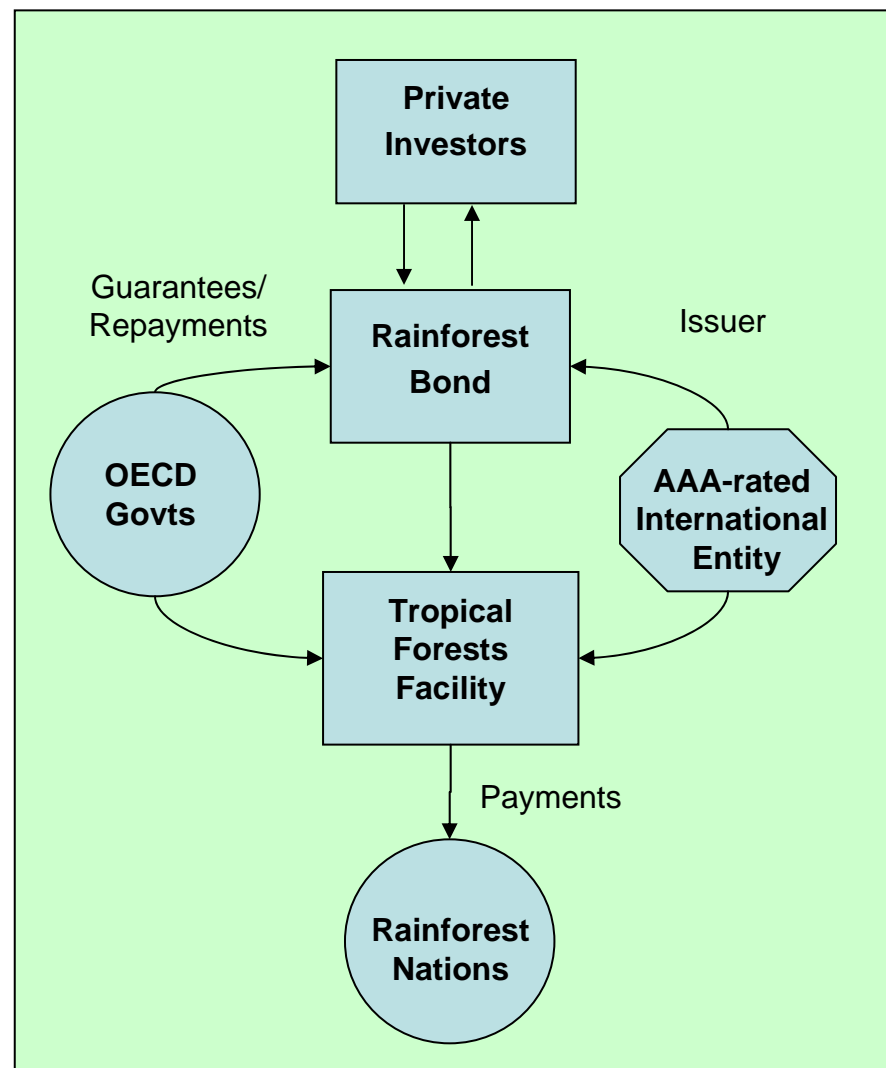 Private
Investors
Guarantees/
Repayments
Issuer
Rainforest
Bond
OECD
Govts
AAA-rated
International
Entity
Tropical
Forests
Facility
Payments
Rainforest
Nations